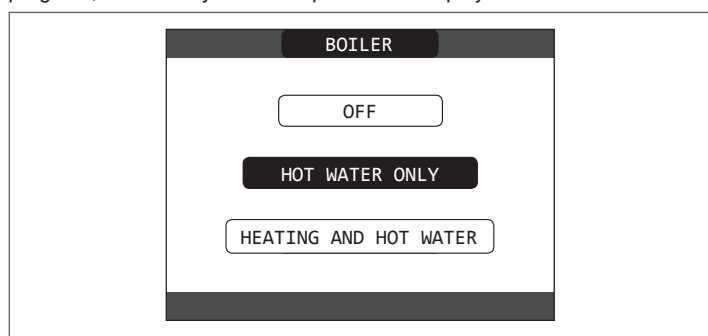 BOILER
OFF
HOT WATER ONLY
HEATING AND HOT WATER